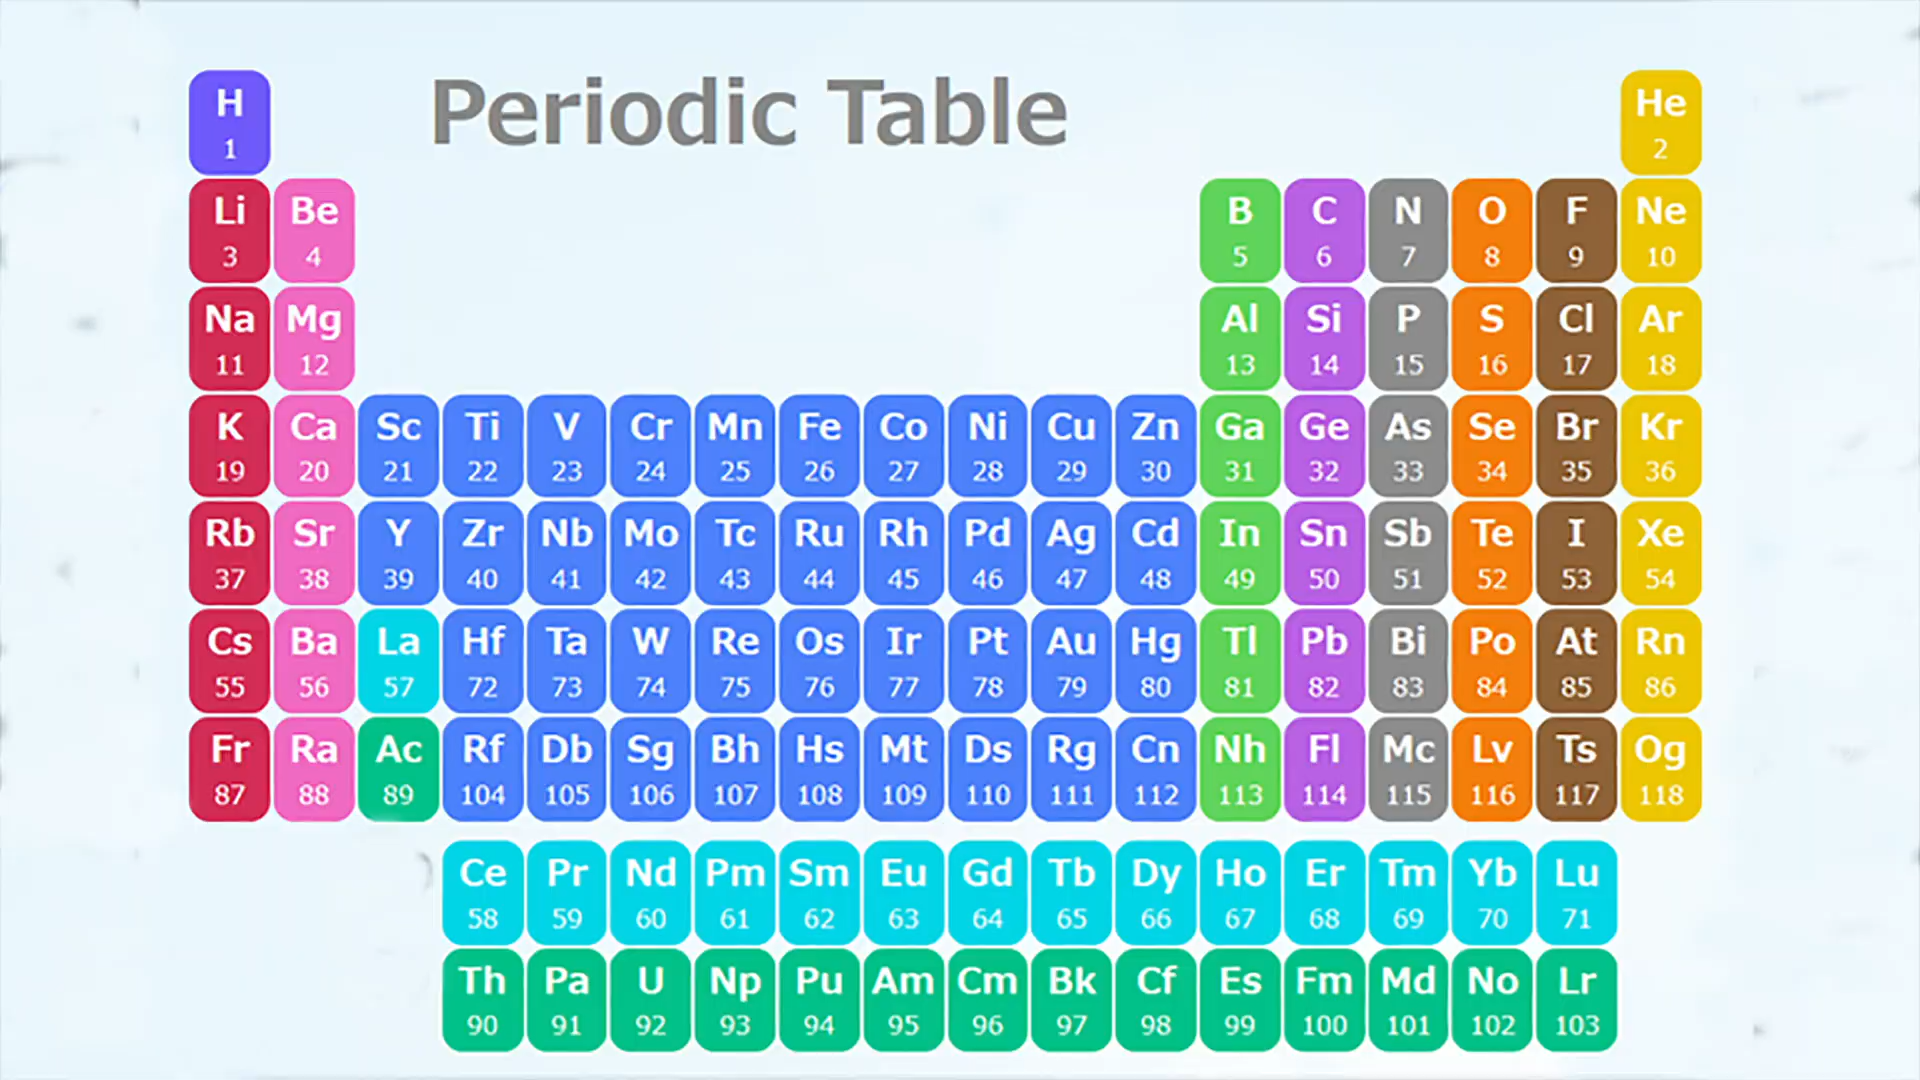 H Periodic Table He
1 2
Li Be B C N O F Ne
3 4 5 6 7 8 9 10
Na Mg Al Si P S Cl Ar
11 12 13 14 15 16 17 18
K Ca Sc Ti V Cr Mn Fe Co Ni Cu Zn Ga Ge As Se Br Kr
19 20 21 22 23 24 25 26 27 28 29 30 31 32 33 34 35 36
Rb Sr Y Zr Nb Mo Tc Ru Rh Pd Ag Cd In Sn Sb Te I Xe
37 38 39 40 41 42 43 44 45 46 47 48 49 50 51 52 53 54
Cs Ba La Hf Ta W Re Os Ir Pt Au Hg Tl Pb Bi Po At Rn
55 56 57 72 73 74 75 76 77 78 79 80 81 82 83 84 85 86
Fr Ra Ac Rf Db Sg Bh Hs Mt Ds Rg Cn Nh Fl Mc Lv Ts Og
87 88 89 104 105 106 107 108 109 110 111 112 113 114 115 116 117 118
Ce Pr Nd Pm Sm Eu Gd Tb Dy Ho Er Tm Yb Lu
58 59 60 61 62 63 64 65 66 67 68 69 70 71
Th Pa U Np Pu Am Cm Bk Cf Es Fm Md No Lr
90 91 92 93 94 95 96 97 98 99 100 101 102 103